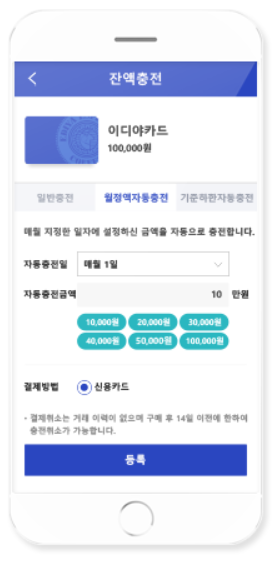 잔액충전
이디야카드
100,000원
일반충전 월정액자동충전 기준하한자동충전
매월 지정한 일자에 설정하신 금액을 자동으로 충전합니다.
자동충전일 매월 1일
자동충전금액 10 만원
10,000원 20,000원 30,000원
40,000원 50,000원 100,000원
결제방법 신용카드
- 결제취소는 거래 이력이 없으며 구매 후 14일 이전에 한하여
충전취소가 가능합니다.
등록